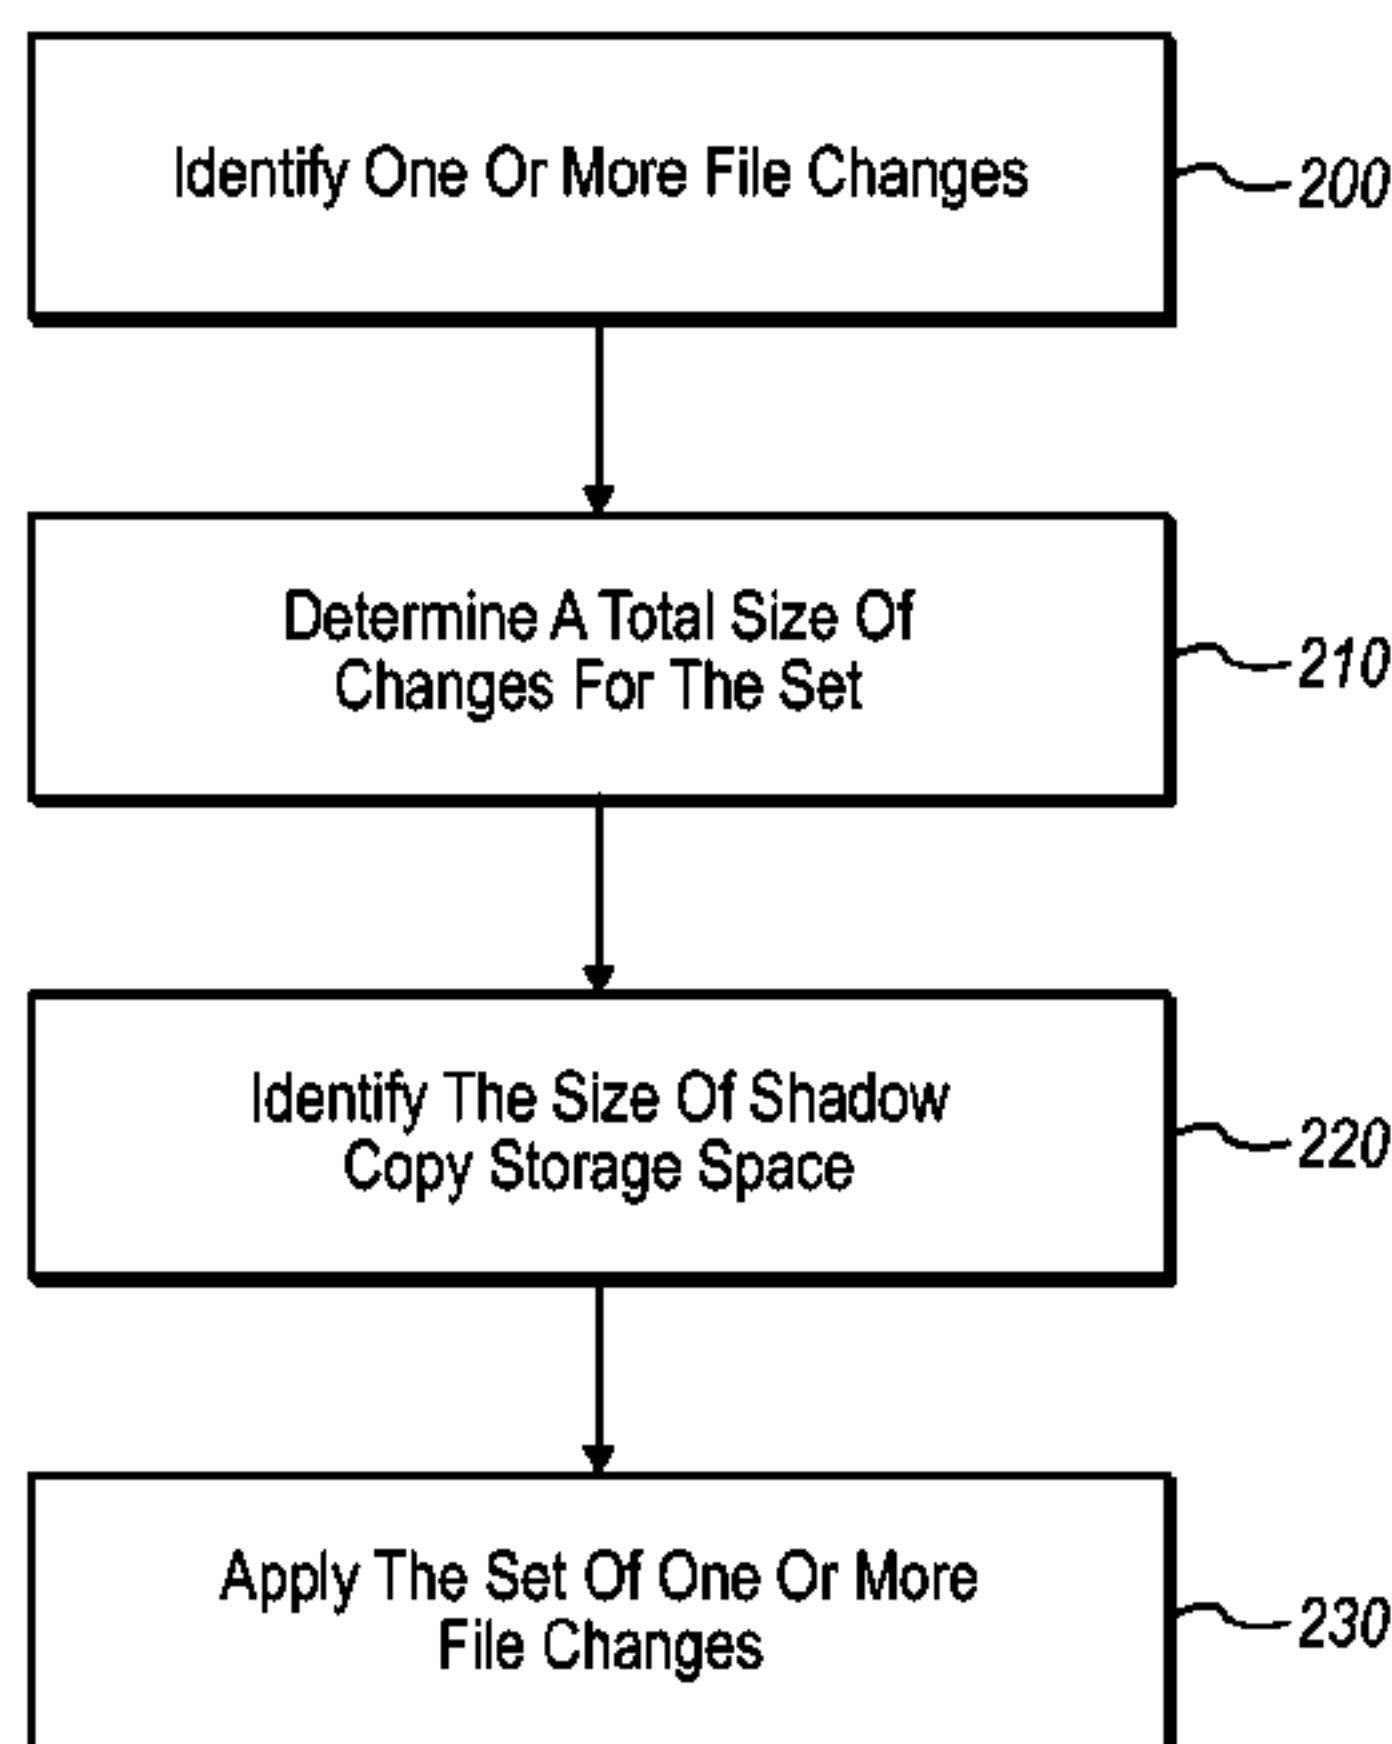 Identify One Or More File Changes
200
Determine A Total Size Of
Changes For The Set
210
Identify The Size Of Shadow
Copy Storage Space
220
Apply The Set Of One Or More
File Changes
230